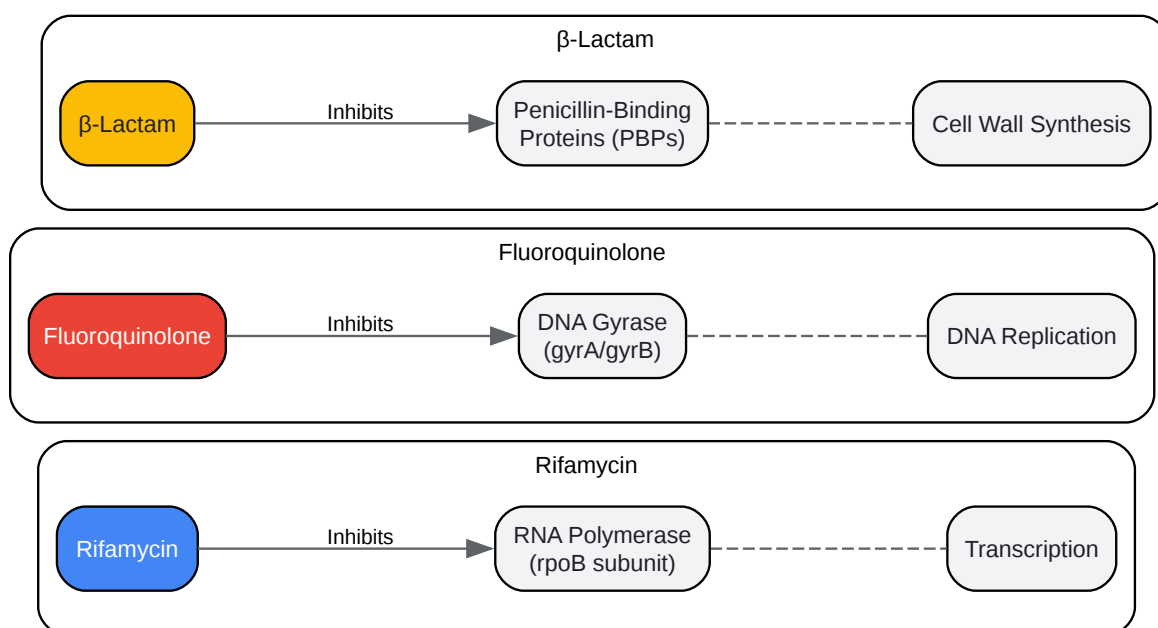 β-Lactam
β-Lactam
Inhibits
Penicillin-Binding
Proteins (PBPs)
Cell Wall Synthesis
Fluoroquinolone
Fluoroquinolone
Inhibits
DNA Gyrase
(gyrA/gyrB)
DNA Replication
Rifamycin
Rifamycin
Inhibits
RNA Polymerase
(rpoB subunit)
Transcription